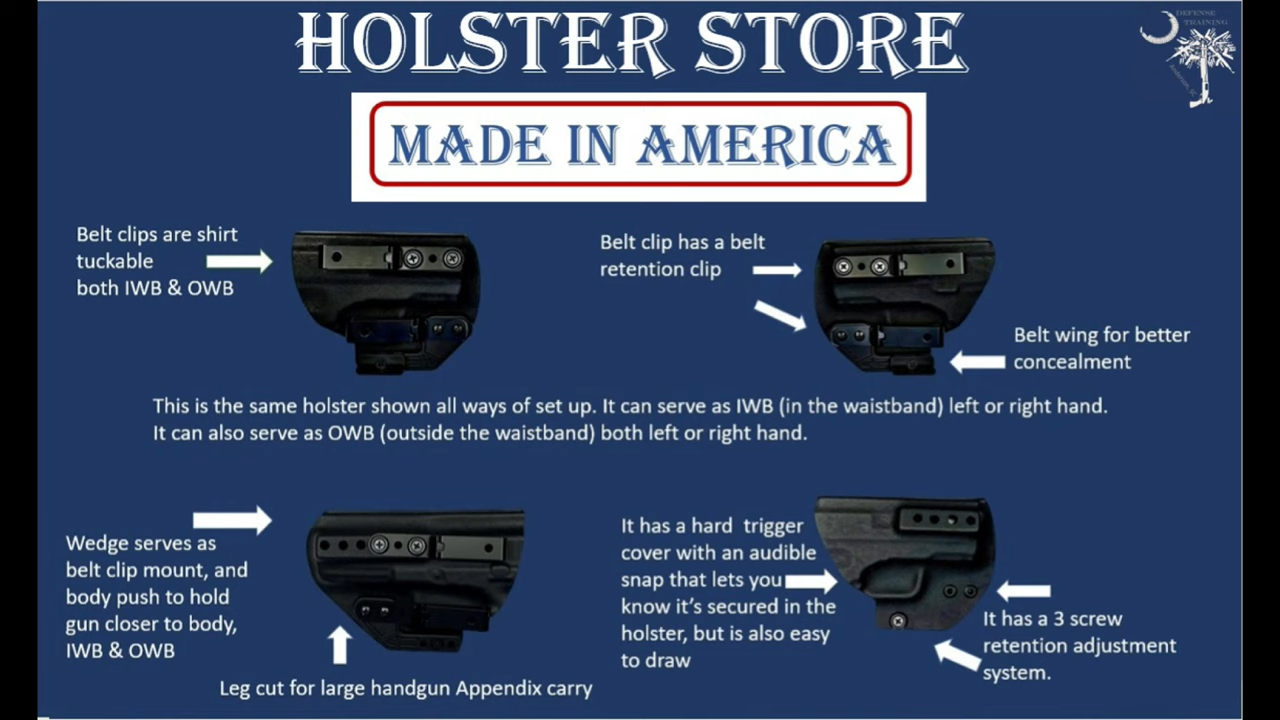 HOLSTER STORE
DEFENSE
TRAINING
Anderson, SC
MADE IN AMERICA
Belt clips are shirt
tuckable
both IWB & OWB
Belt clip has a belt
retention clip
Belt wing for better
concealment
This is the same holster shown all ways of set up. It can serve as IWB (in the waistband) left or right hand.
It can also serve as OWB (outside the waistband) both left or right hand.
Wedge serves as
belt clip mount, and
body push to hold
gun closer to body,
IWB & OWB
Leg cut for large handgun Appendix carry
It has a hard trigger
cover with an audible
snap that lets you
know it’s secured in the
holster, but is also easy
to draw
It has a 3 screw
retention adjustment
system.